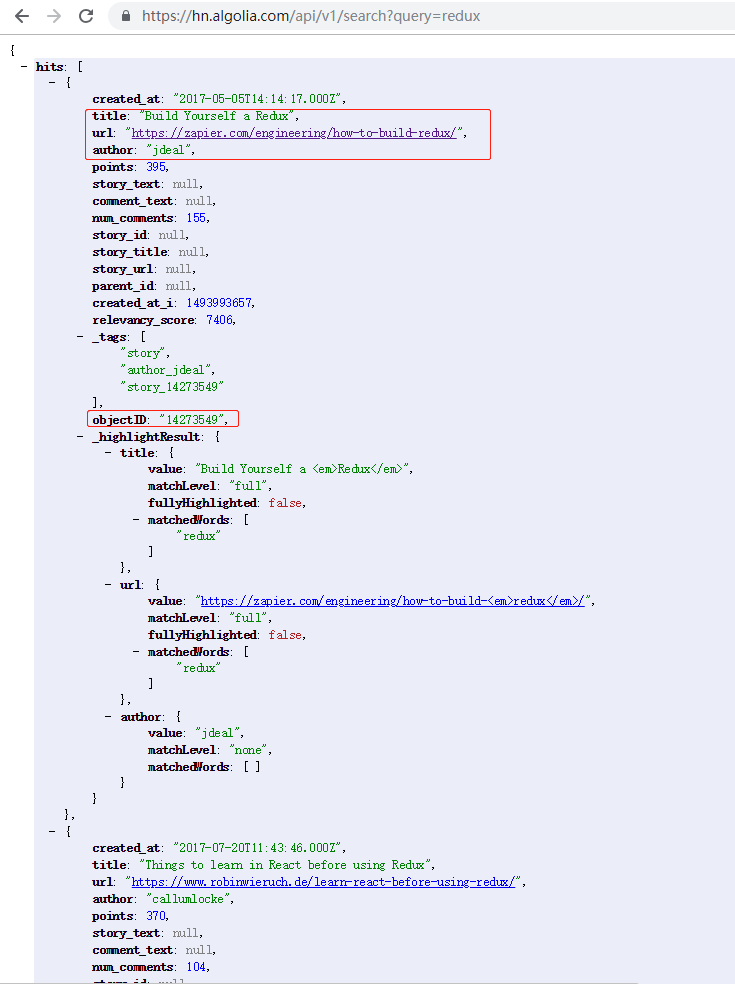 https://hn.algolia.com/api/v1/search?query=redux
{
− hits: [
− {
created_at: "2017-05-05T14:14:17.000Z",
title: "Build Yourself a Redux",
url: "https://zapier.com/engineering/how-to-build-redux/",
author: "jdeal",
points: 395,
story_text: null,
comment_text: null,
num_comments: 155,
story_id: null,
story_title: null,
story_url: null,
parent_id: null,
created_at_i: 1493993657,
relevancy_score: 7406,
− _tags: [
"story",
"author_jdeal",
"story_14273549"
],
objectID: "14273549",
− _highlightResult: {
− title: {
value: "Build Yourself a <em>Redux</em>",
matchLevel: "full",
fullyHighlighted: false,
− matchedWords: [
"redux"
]
},
− url: {
value: "https://zapier.com/engineering/how-to-build-<em>redux</em>/",
matchLevel: "full",
fullyHighlighted: false,
− matchedWords: [
"redux"
]
},
− author: {
value: "jdeal",
matchLevel: "none",
matchedWords: [ ]
}
}
},
− {
created_at: "2017-07-20T11:43:46.000Z",
title: "Things to learn in React before using Redux",
url: "https://www.robinwieruch.de/learn-react-before-using-redux/",
author: "callumlocke",
points: 370,
story_text: null,
comment_text: null,
num_comments: 104,